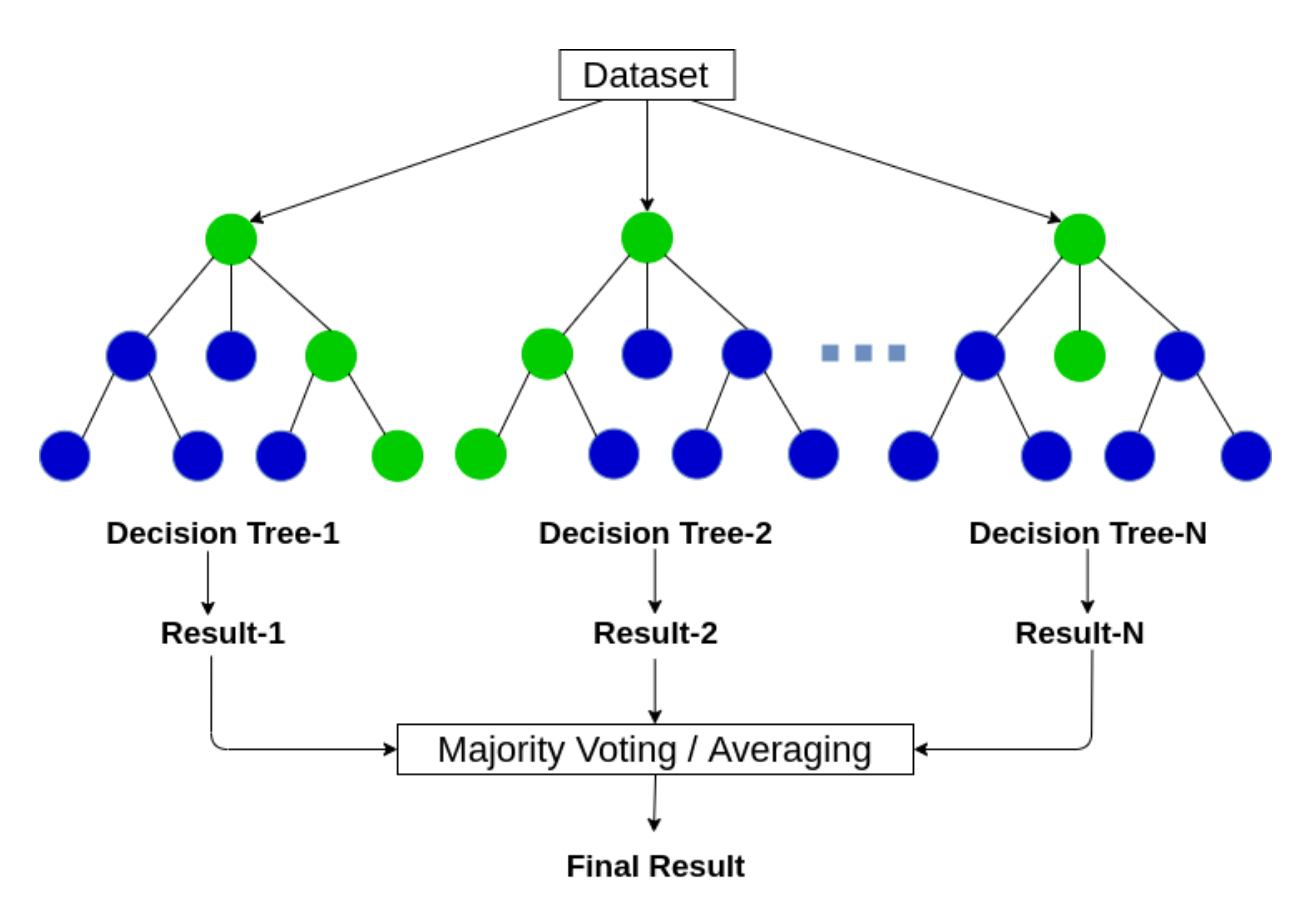 Dataset
Decision Tree-1
Decision Tree-2
Decision Tree-N
Result-1
Result-2
Result-N
Majority Voting / Averaging
Final Result